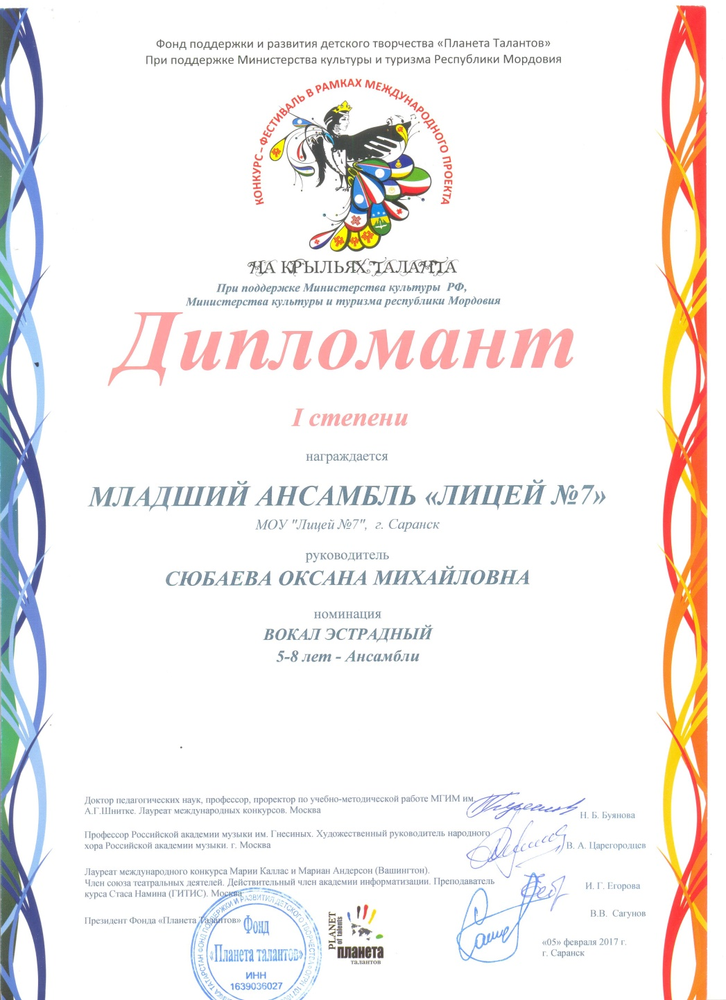 Фонд поддержки и развития детского творчества «Планета Талантов»
При поддержке Министерства культуры и туризма Республики Мордовия
КОНКУРС – ФЕСТИВАЛЬ В РАМКАХ МЕЖДУНАРОДНОГО ПРОЕКТА
НА КРЫЛЬЯХ ТАЛАНТА
При поддержке Министерства культуры РФ,
Министерства культуры и туризма республики Мордовия
Дипломант
I степени
награждается
МЛАДШИЙ АНСАМБЛЬ «ЛИЦЕЙ №7»
МОУ "Лицей №7", г. Саранск
руководитель
СЮБАЕВА ОКСАНА МИХАЙЛОВНА
номинация
ВОКАЛ ЭСТРАДНЫЙ
5-8 лет - Ансамбли
Доктор педагогических наук, профессор, проректор по учебно-методической работе МГИМ им.
А.Г.Шнитке. Лауреат международных конкурсов. Москва
Н. Б. Буянова
Профессор Российской академии музыки им. Гнесиных. Художественный руководитель народного
хора Российской академии музыки. г. Москва
В. А. Царегородцев
Лауреат международного конкурса Марии Каллас и Мариан Андерсон (Вашингтон).
Член союза театральных деятелей. Действительный член академии информатизации. Преподаватель
курса Стаса Намина (ГИТИС). Москва
И. Г. Егорова
Президент Фонда «Планета Талантов»
В.В. Сагунов
ФОНД ПОДДЕРЖКИ И РАЗВИТИЯ ДЕТСКОГО ТВОРЧЕСТВА
Фонд
«Планета талантов»
ИНН
1639036027
PLANET
of talents
планета
талантов
«05» февраля 2017 г.
г. Саранск